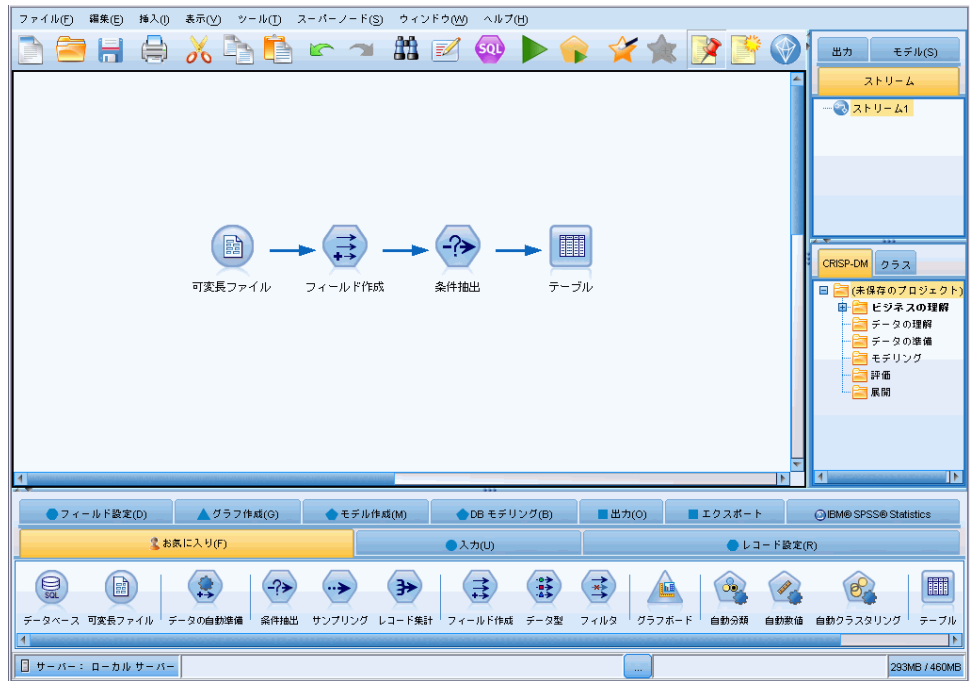 ファイル(F) 編集(E) 挿入(I) 表示(V) ツール(T) スーパーノード(S) ウィンドウ(W) ヘルプ(H)
SQL
出力 モデル(S)
ストリーム
ストリーム1
可変長ファイル フィールド作成 条件抽出 テーブル
CRISP-DM クラス
(未保存のプロジェクト)
ビジネスの理解
データの理解
データの準備
モデリング
評価
展開
フィールド設定(D) グラフ作成(G) モデル作成(M) DB モデリング(B) 出力(O) エクスポート IBM® SPSS® Statistics
お気に入り(F) 入力(U) レコード設定(R)
SQL
データベース 可変長ファイル データの自動準備 条件抽出 サンプリング レコード集計 フィールド作成 データ型 フィルタ グラフボード 自動分類 自動数値 自動クラスタリング テーブル
サーバー： ローカル サーバー ... 293MB / 460MB